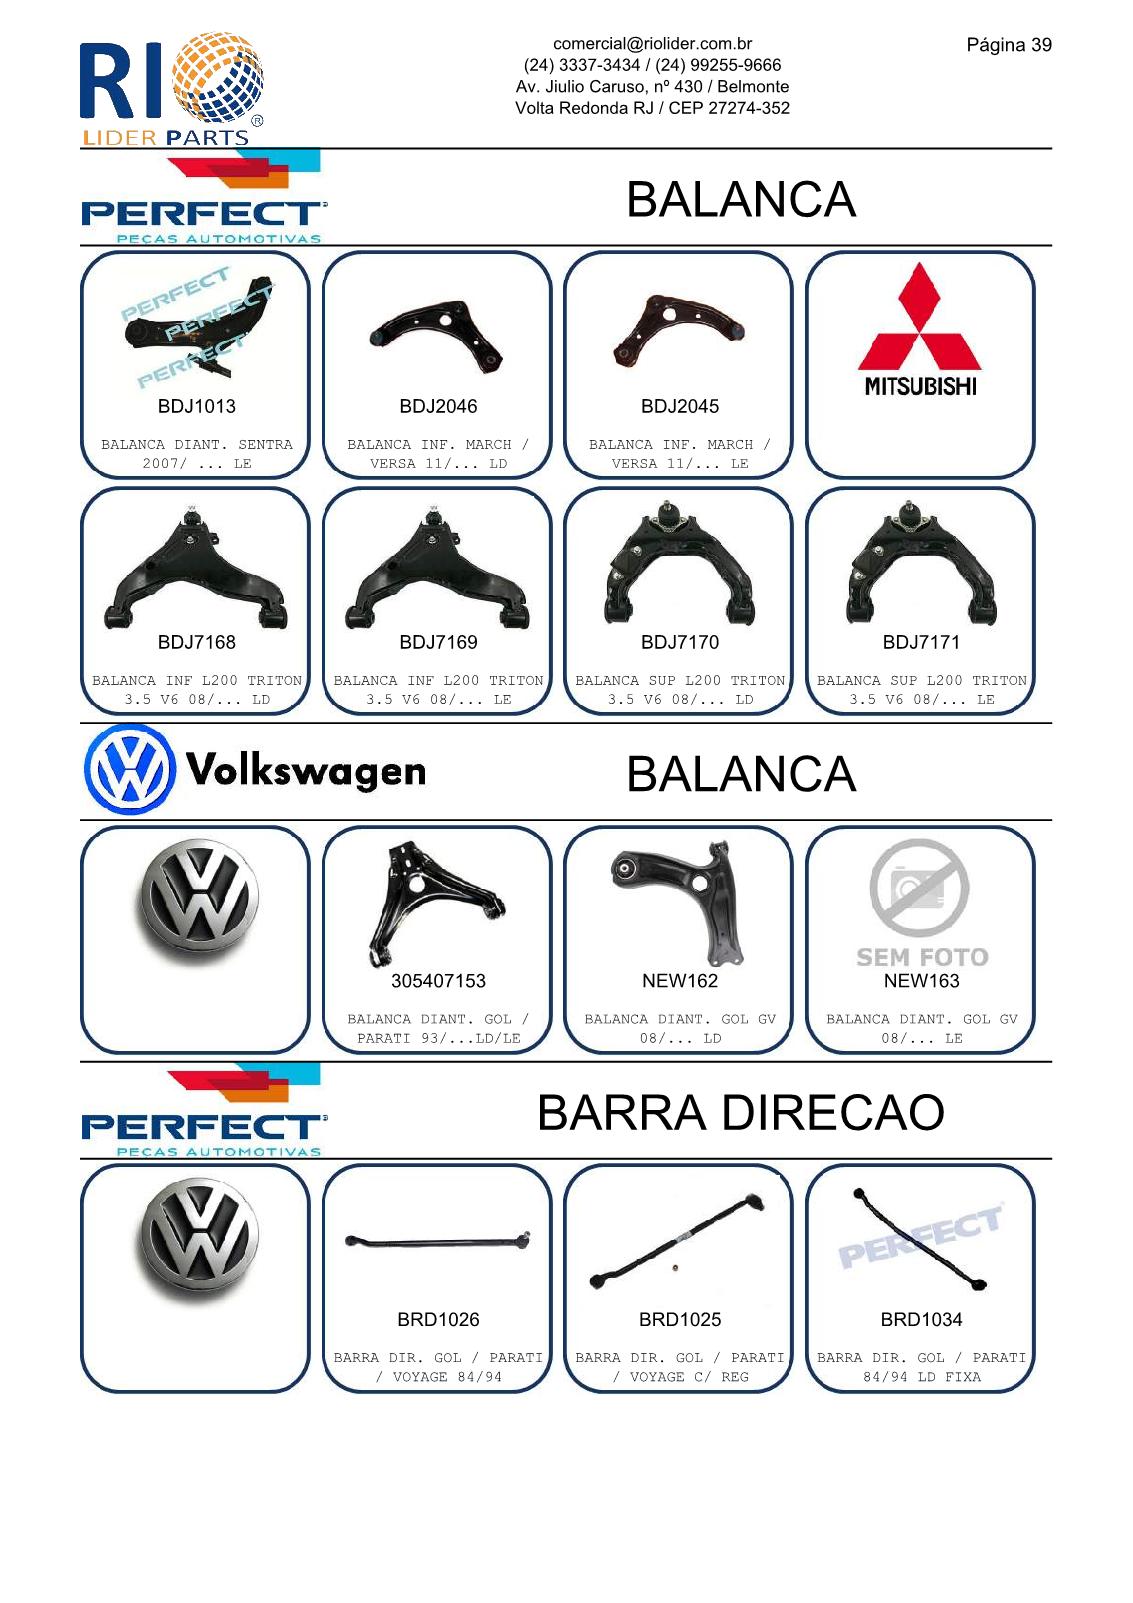 RIO
LIDER PARTS
®
comercial@riolider.com.br
(24) 3337-3434 / (24) 99255-9666
Av. Jiulio Caruso, nº 430 / Belmonte
Volta Redonda RJ / CEP 27274-352
Página 39
PERFECT
PEÇAS AUTOMOTIVAS
BALANCA
PERFECT
PERFECT
PERFECT
BDJ1013
BALANCA DIANT. SENTRA
2007/ ... LE
BDJ2046
BALANCA INF. MARCH /
VERSA 11/... LD
BDJ2045
BALANCA INF. MARCH /
VERSA 11/... LE
MITSUBISHI
BDJ7168
BALANCA INF L200 TRITON
3.5 V6 08/... LD
BDJ7169
BALANCA INF L200 TRITON
3.5 V6 08/... LE
BDJ7170
BALANCA SUP L200 TRITON
3.5 V6 08/... LD
BDJ7171
BALANCA SUP L200 TRITON
3.5 V6 08/... LE
Volkswagen
BALANCA
305407153
BALANCA DIANT. GOL /
PARATI 93/...LD/LE
NEW162
BALANCA DIANT. GOL GV
08/... LD
SEM FOTO
NEW163
BALANCA DIANT. GOL GV
08/... LE
PERFECT
PEÇAS AUTOMOTIVAS
BARRA DIRECAO
BRD1026
BARRA DIR. GOL / PARATI
/ VOYAGE 84/94
BRD1025
BARRA DIR. GOL / PARATI
/ VOYAGE C/ REG
PERFECT
BRD1034
BARRA DIR. GOL / PARATI
84/94 LD FIXA